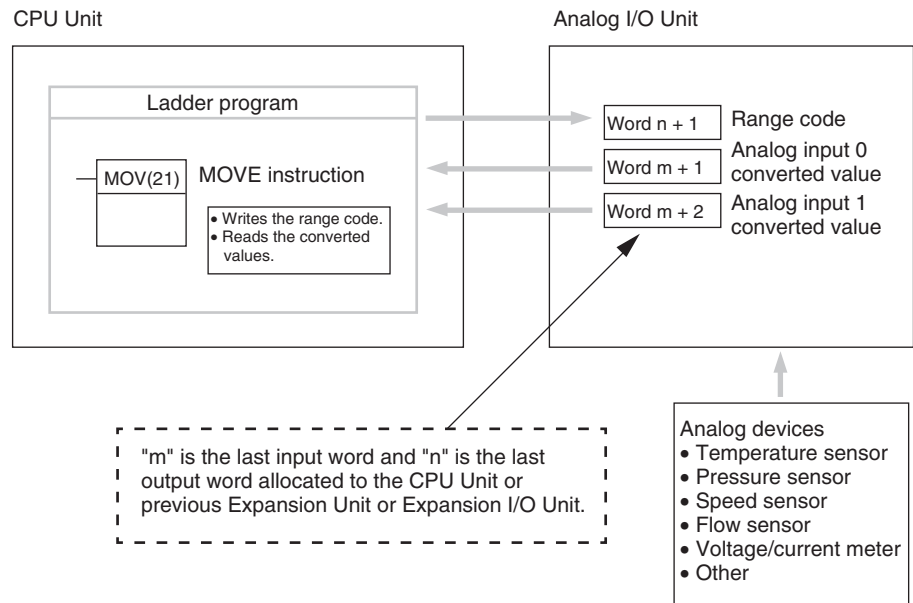 CPU Unit
Analog I/O Unit
Ladder program
MOV(21)
MOVE instruction
• Writes the range code.
• Reads the converted
values.
Word n + 1
Range code
Word m + 1
Analog input 0
converted value
Word m + 2
Analog input 1
converted value
"m" is the last input word and "n" is the last
output word allocated to the CPU Unit or
previous Expansion Unit or Expansion I/O Unit.
Analog devices
• Temperature sensor
• Pressure sensor
• Speed sensor
• Flow sensor
• Voltage/current meter
• Other